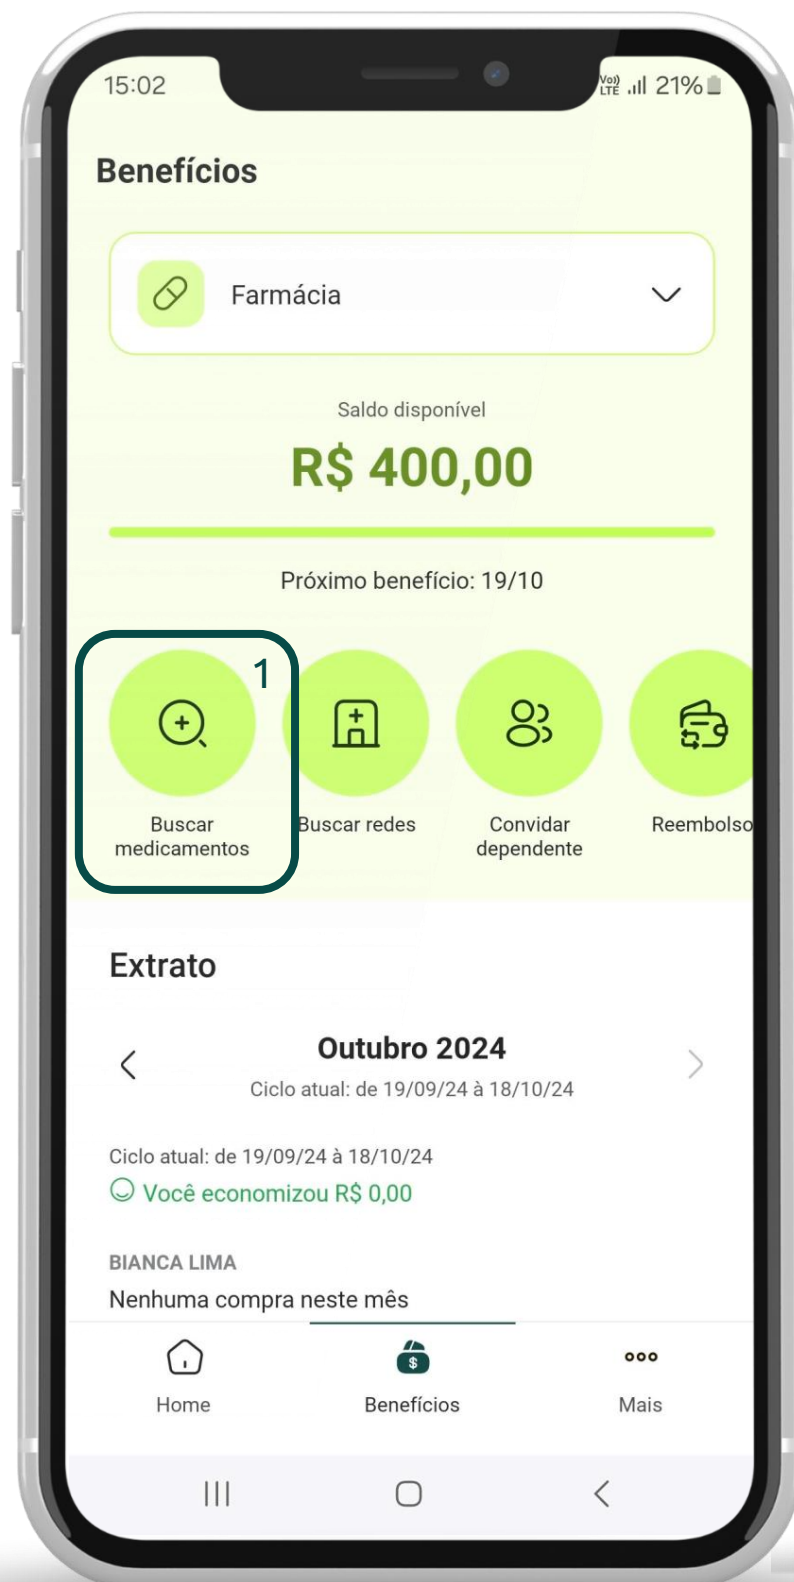 15:02
Vo)) LTE 21%
Benefícios
Farmácia
Saldo disponível
R$ 400,00
Próximo benefício: 19/10
1
Buscar
medicamentos
Buscar redes
Convidar
dependente
Reembolso
Extrato
Outubro 2024
Ciclo atual: de 19/09/24 à 18/10/24
Ciclo atual: de 19/09/24 à 18/10/24
Você economizou R$ 0,00
BIANCA LIMA
Nenhuma compra neste mês
Home
Benefícios
Mais